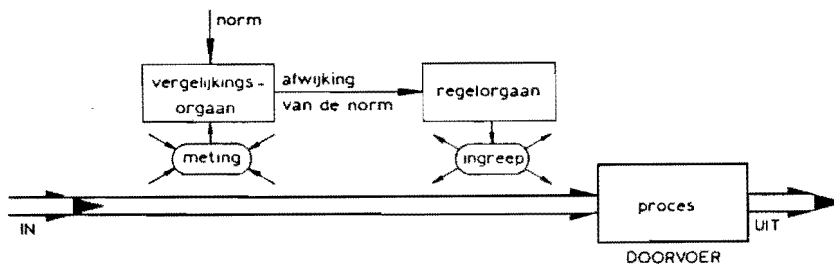 norm
vergelijkings-
orgaan
afwijking
van de norm
regelorgaan
meting
ingreep
proces
IN
UIT
DOORVOER